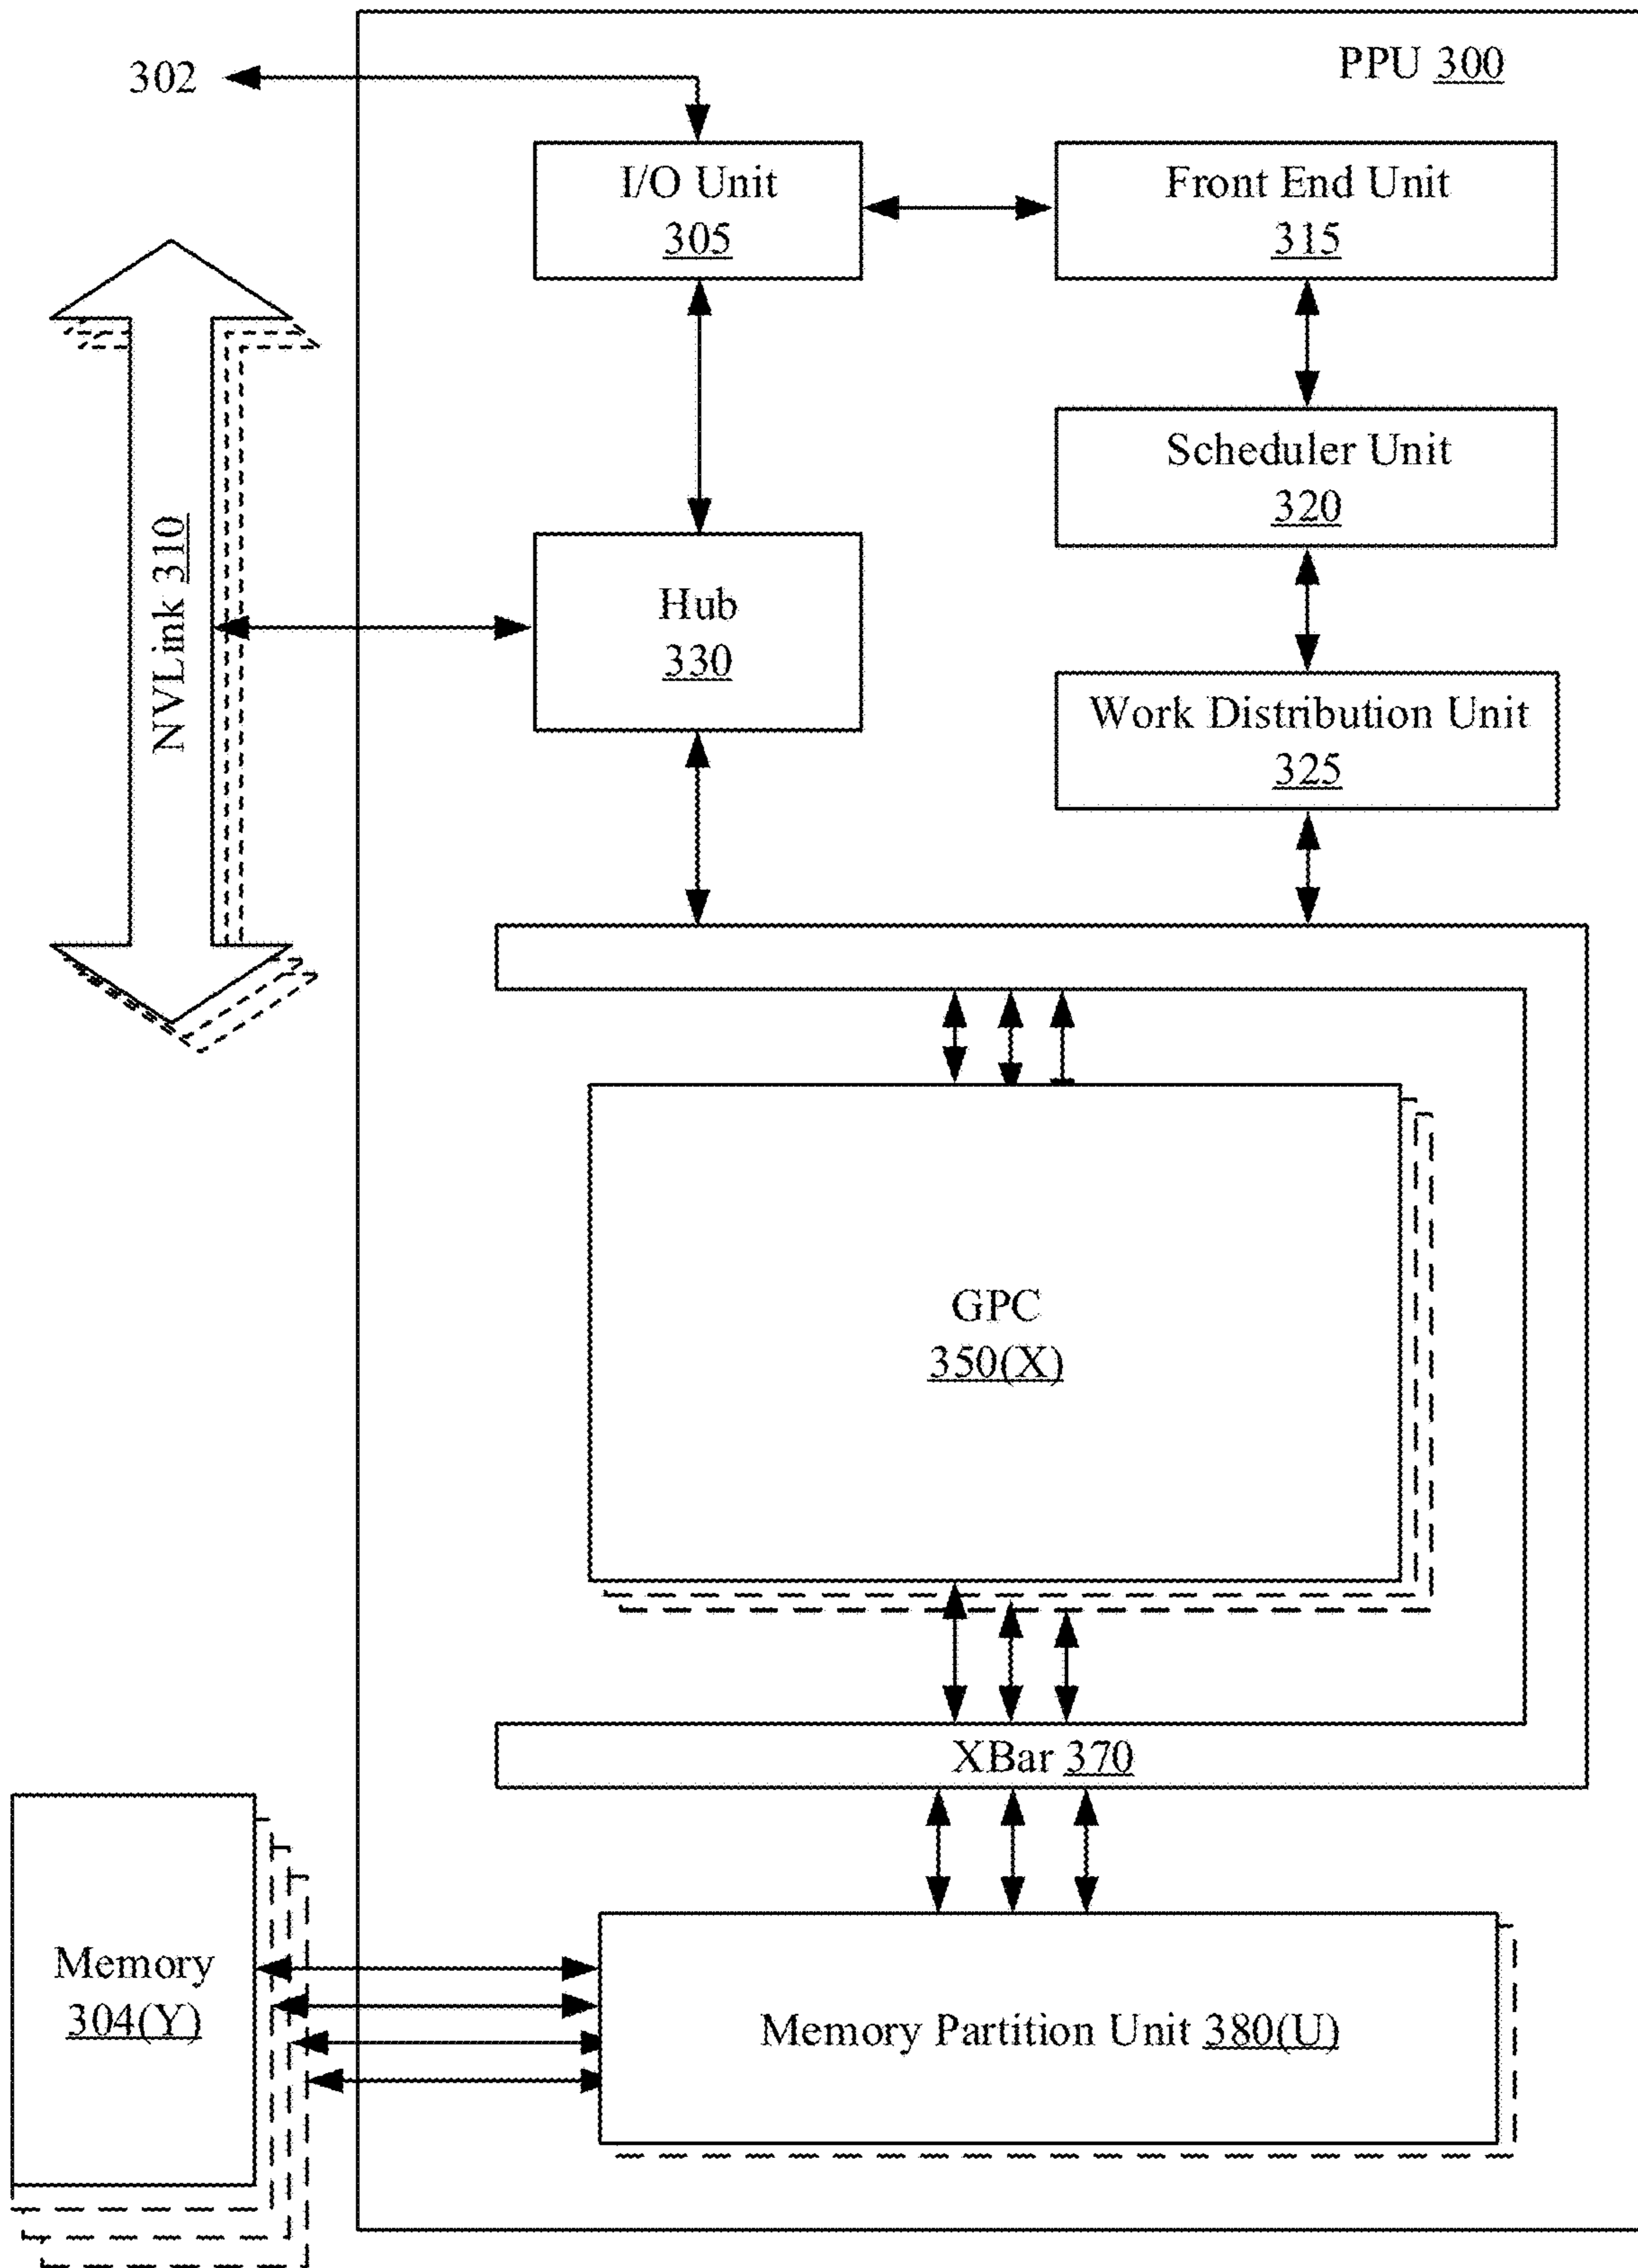 PPU 300
302
I/O Unit
305
Front End Unit
315
Scheduler Unit
320
NVLink 310
Hub
330
Work Distribution Unit
325
GPC
350(X)
XBar 370
Memory
304(Y)
Memory Partition Unit 380(U)